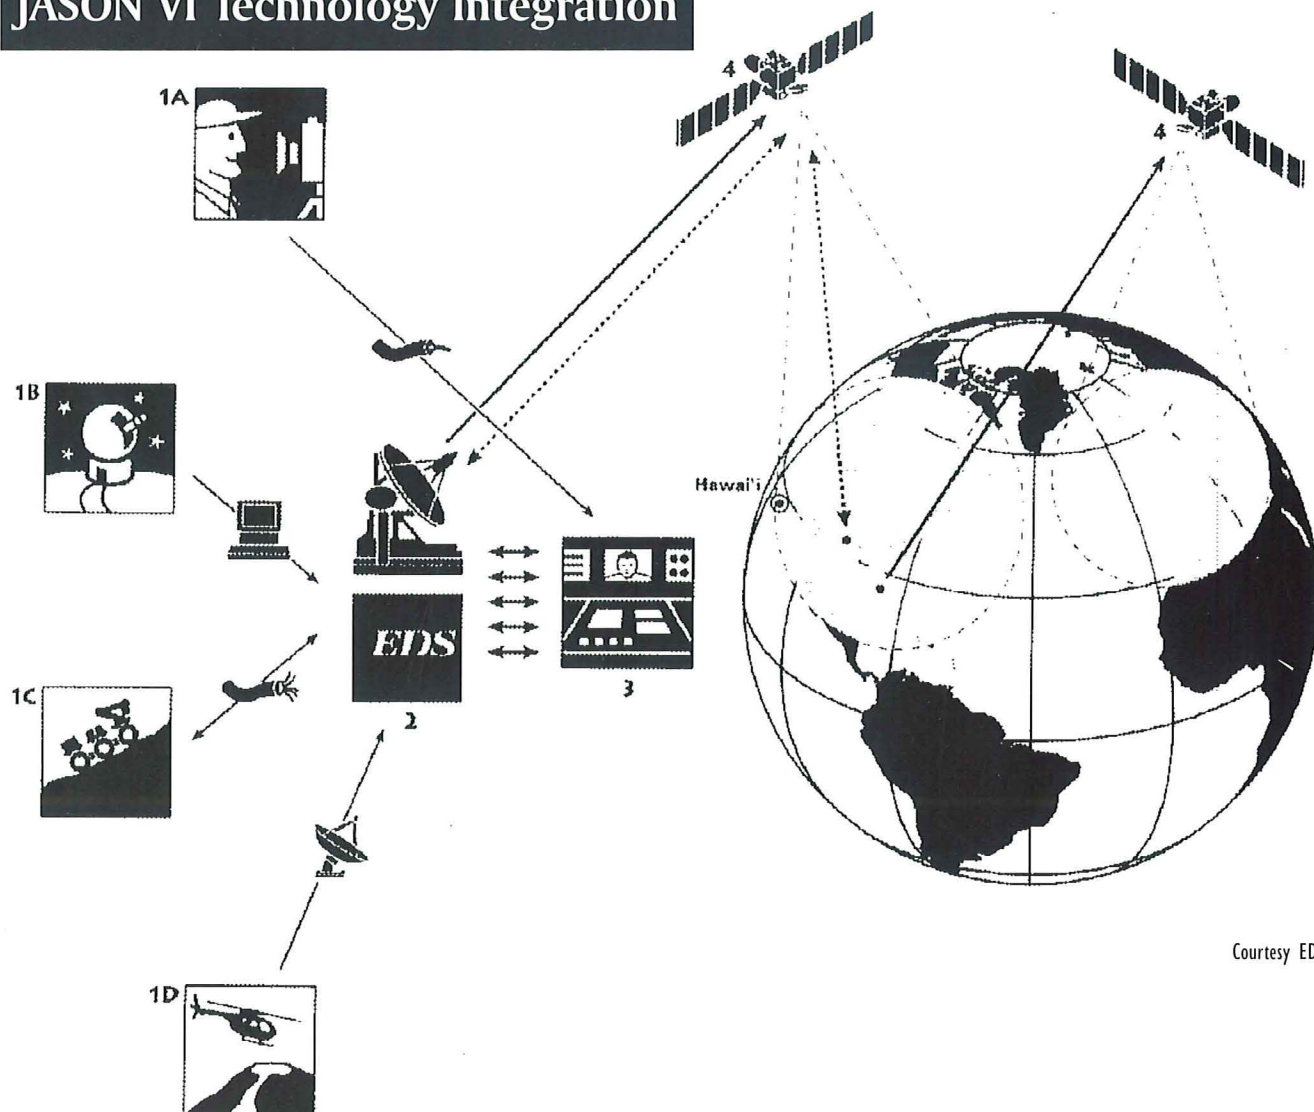 JASON VI Technology Integration
1A
4
4
1B
Hawai'i
EDS
3
1C
2
Courtesy ED
1D